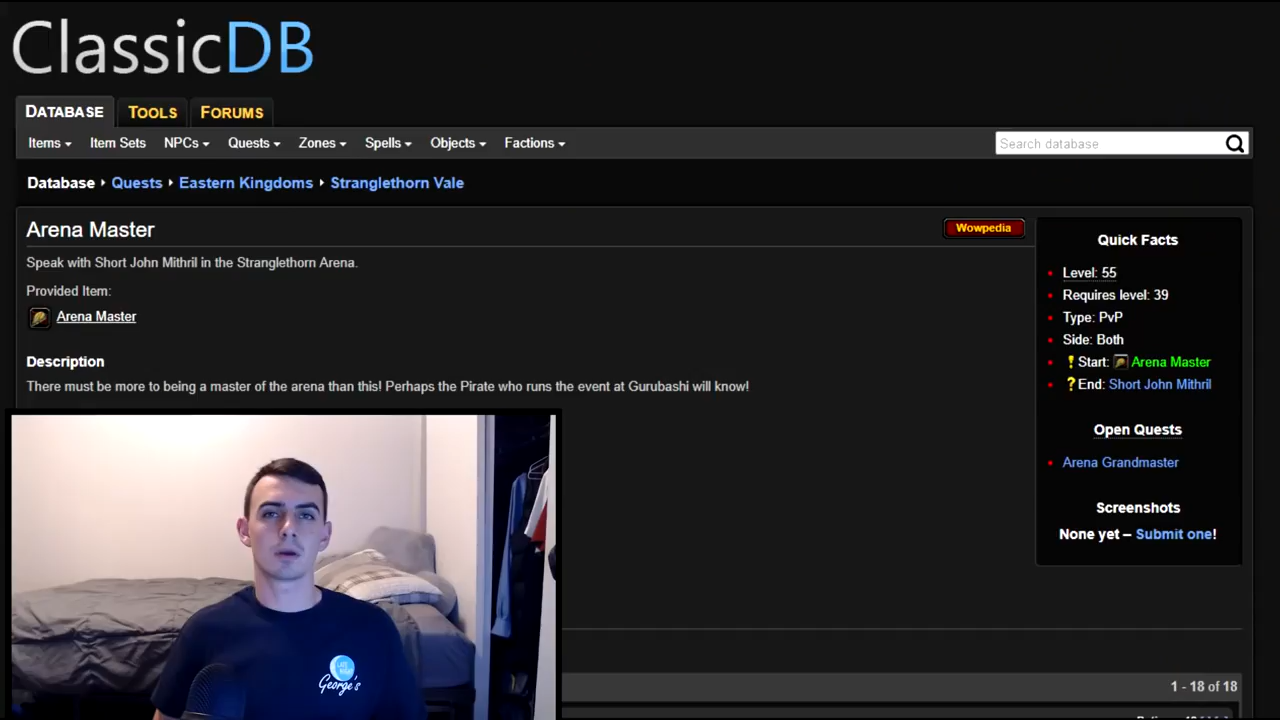 ClassicDB
DATABASE TOOLS FORUMS
Items Item Sets NPCs Quests Zones Spells Objects Factions Search database
Database Quests Eastern Kingdoms Stranglethorn Vale
Arena Master Wowpedia
Speak with Short John Mithril in the Stranglethorn Arena.
Provided Item:
Arena Master
Description
There must be more to being a master of the arena than this! Perhaps the Pirate who runs the event at Gurubashi will know!
Quick Facts
Level: 55
Requires level: 39
Type: PvP
Side: Both
! Start: Arena Master
? End: Short John Mithril
Open Quests
Arena Grandmaster
Screenshots
None yet – Submit one!
LATE
NIGHT
George's
1 - 18 of 18